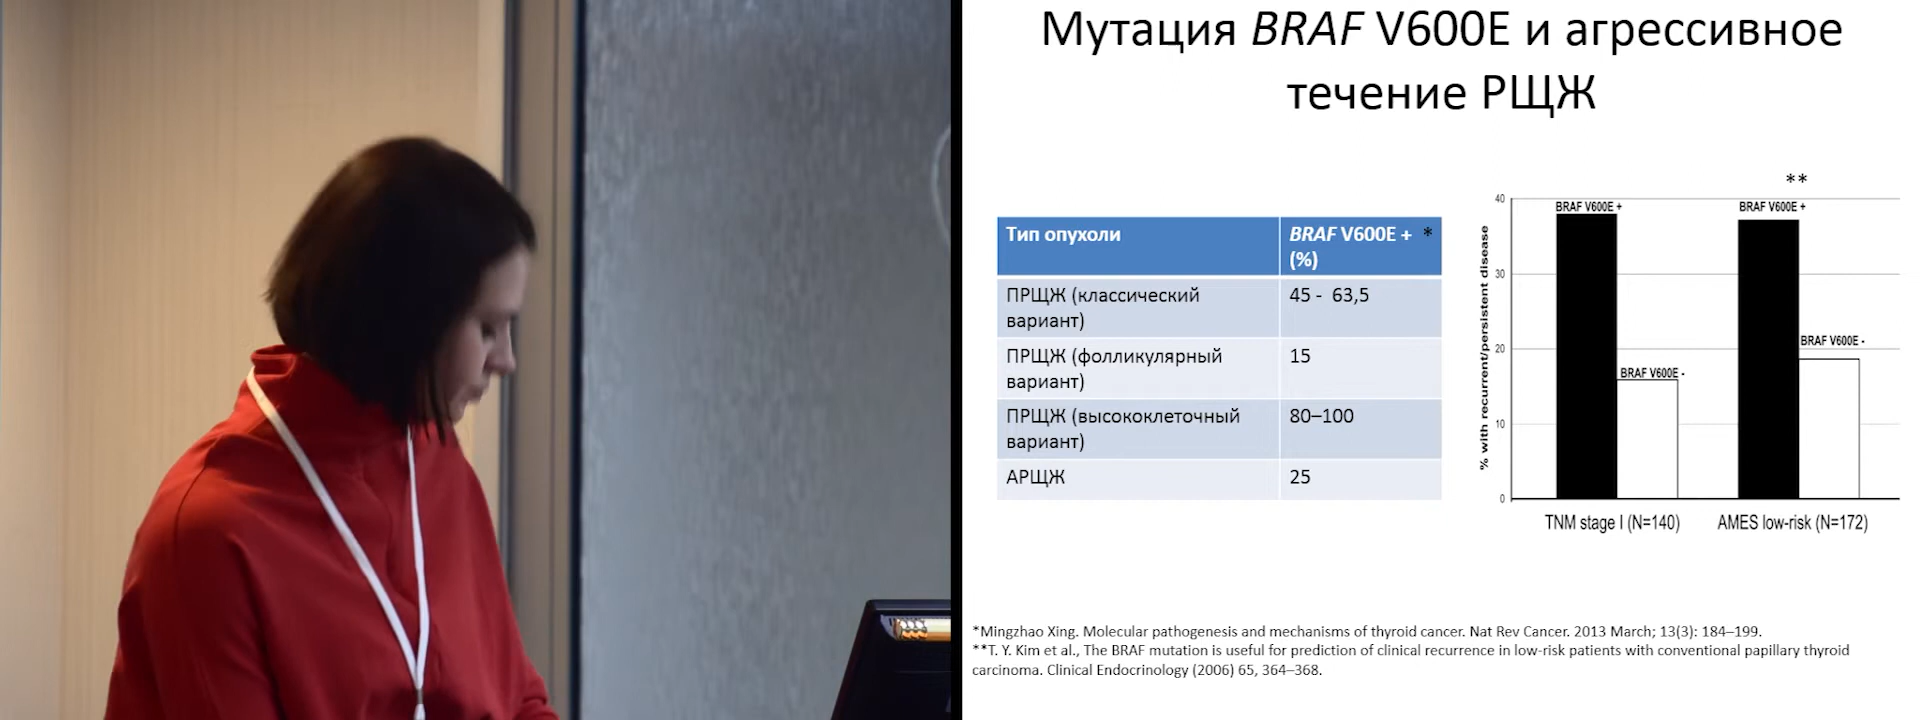 Мутация BRAF V600E и агрессивное
течение РЩЖ
Тип опухоли
BRAF V600E + *
(%)
ПРЩЖ (классический
вариант)
45 - 63,5
ПРЩЖ (фолликулярный
вариант)
15
ПРЩЖ (высококлеточный
вариант)
80–100
АРЩЖ
25
**
% with recurrent/persistent disease
40
30
20
10
0
BRAF V600E +
BRAF V600E -
BRAF V600E +
BRAF V600E -
TNM stage I (N=140)
AMES low-risk (N=172)
*Mingzhao Xing. Molecular pathogenesis and mechanisms of thyroid cancer. Nat Rev Cancer. 2013 March; 13(3): 184–199.
**T. Y. Kim et al., The BRAF mutation is useful for prediction of clinical recurrence in low-risk patients with conventional papillary thyroid
carcinoma. Clinical Endocrinology (2006) 65, 364–368.